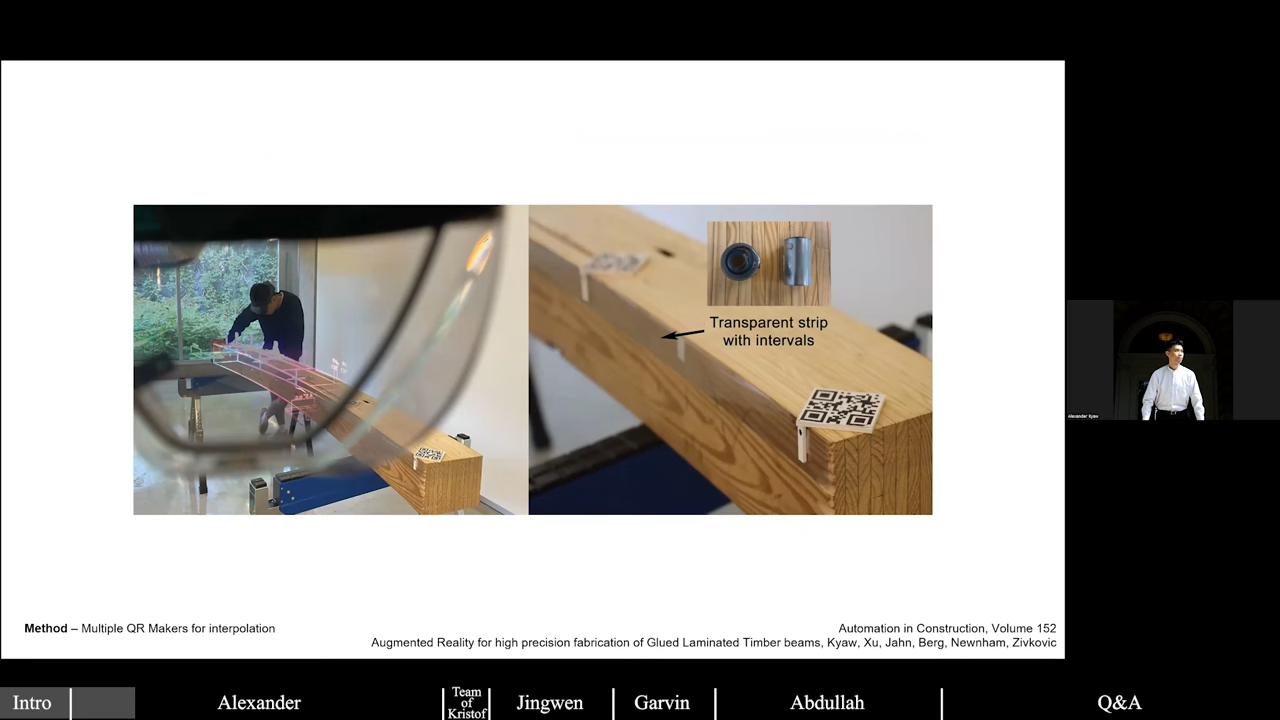 Transparent strip
with intervals
Alexander Kyaw
Method – Multiple QR Makers for interpolation
Automation in Construction, Volume 152
Augmented Reality for high precision fabrication of Glued Laminated Timber beams, Kyaw, Xu, Jahn, Berg, Newnham, Zivkovic
Intro
Alexander
Team
of
Kristof
Jingwen
Garvin
Abdullah
Q&A